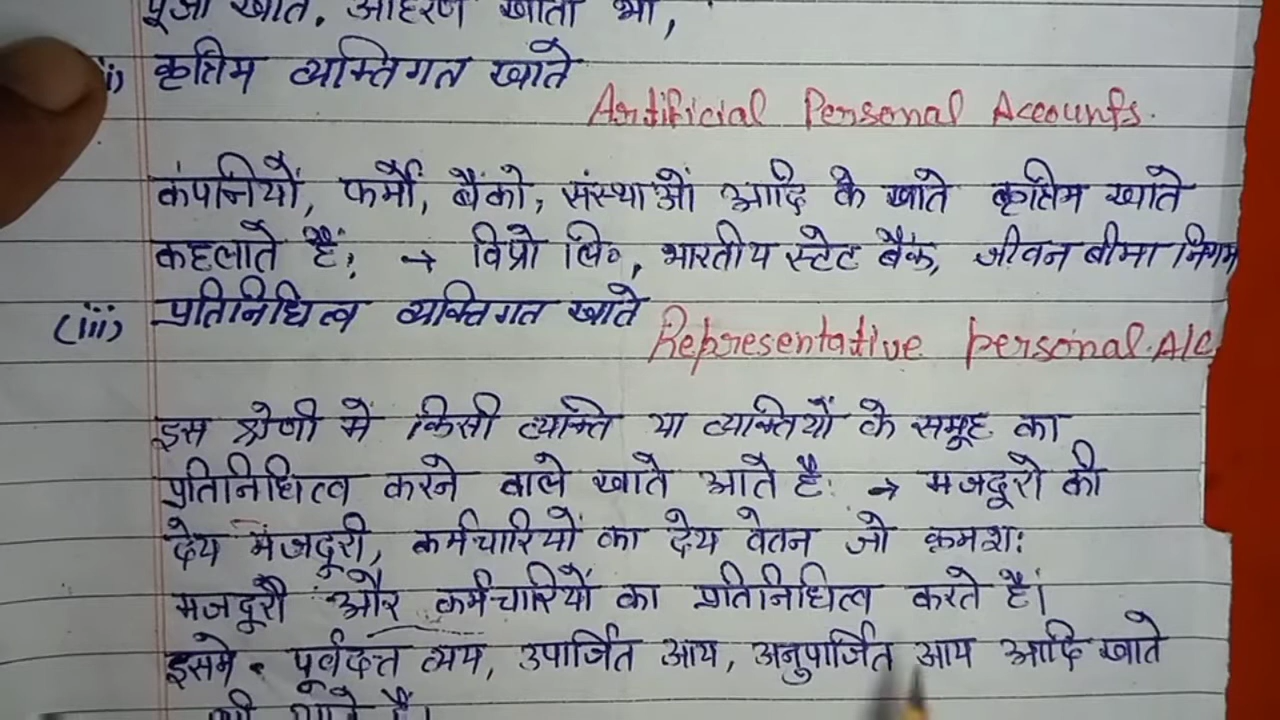 पूंजी खाते, आहरण खाता भी,
कृत्रिम व्यक्तिगत खाते
Artificial Personal Accounts.
कंपनियों, फर्मों, बैंको, संस्थाओं आदि के खाते कृत्रिम खाते
कहलाते हैं; → विप्रो लि०, भारतीय स्टेट बैंक, जीवन बीमा निगम
(iii) प्रतिनिधित्व व्यक्तिगत खाते
Representative personal A/C
इस श्रेणी में किसी व्यक्ति या व्यक्तियों के समूह का
प्रतिनिधित्व करने वाले खाते आते है: → मजदूरो की
देय मजदूरी, कर्मचारियों का देय वेतन जो क्रमश:
मजदूरों और कर्मचारियों का प्रतिनिधित्व करते है।
इसमे पूर्वदत्त व्यय, उपार्जित आय, अनुपार्जित आय आदि खाते